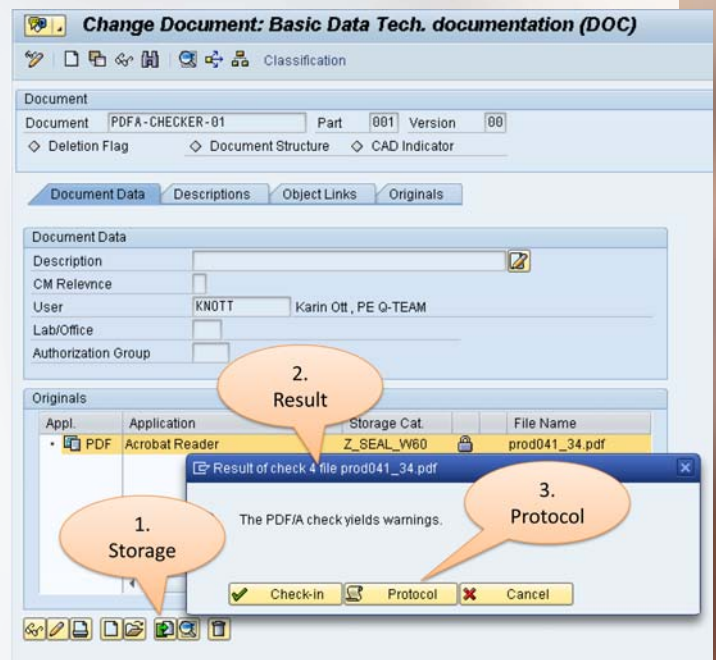 Change Document: Basic Data Tech. documentation (DOC)
Classification
Document
Document PDFA-CHECKER-01 Part 001 Version 00
Deletion Flag Document Structure CAD Indicator
Document Data Descriptions Object Links Originals
Document Data
Description
CM Relevnce
User KNOTT Karin Ott , PE Q-TEAM
Lab/Office
Authorization Group
2.
Result
Originals
Appl. Application Storage Cat. File Name
PDF Acrobat Reader Z_SEAL_W60 prod041_34.pdf
Result of check 4 file prod041_34.pdf
3.
Protocol
The PDF/A check yields warnings.
1.
Storage
Check-in Protocol Cancel